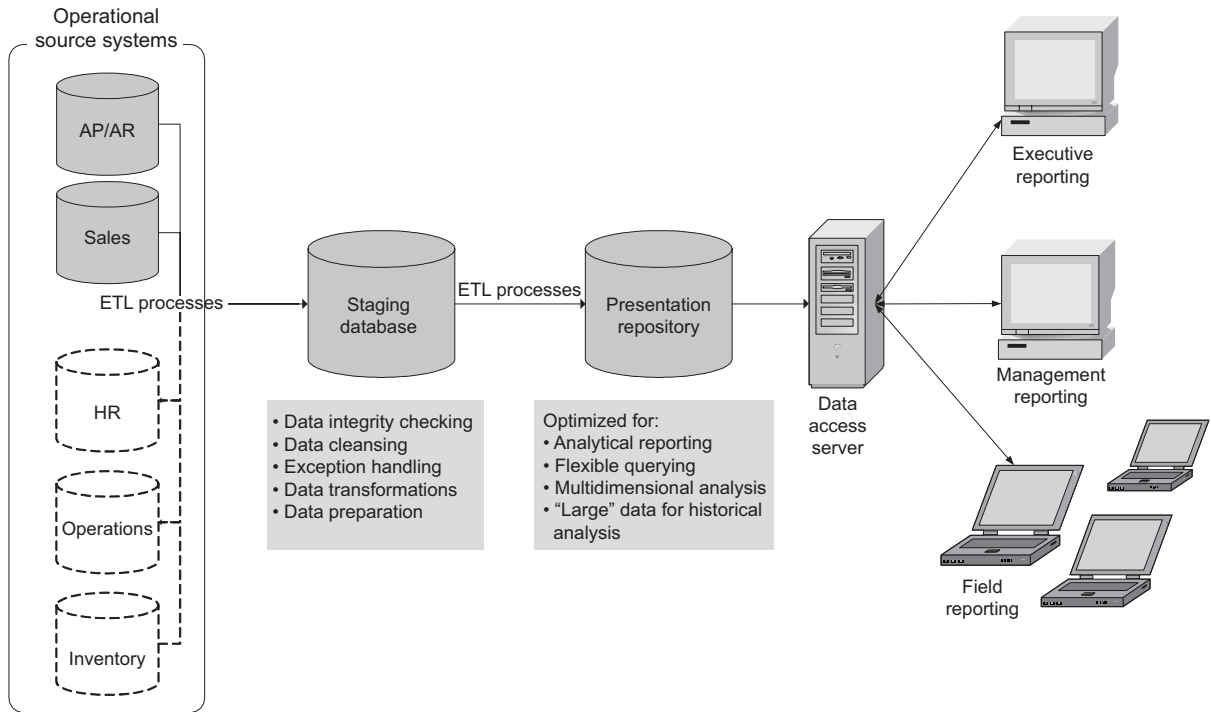 Operational
source systems
AP/AR
Sales
ETL processes
HR
Operations
Inventory
Staging
database
• Data integrity checking
• Data cleansing
• Exception handling
• Data transformations
• Data preparation
ETL processes
Presentation
repository
Optimized for:
• Analytical reporting
• Flexible querying
• Multidimensional analysis
• “Large” data for historical
analysis
Data
access
server
Executive
reporting
Management
reporting
Field
reporting